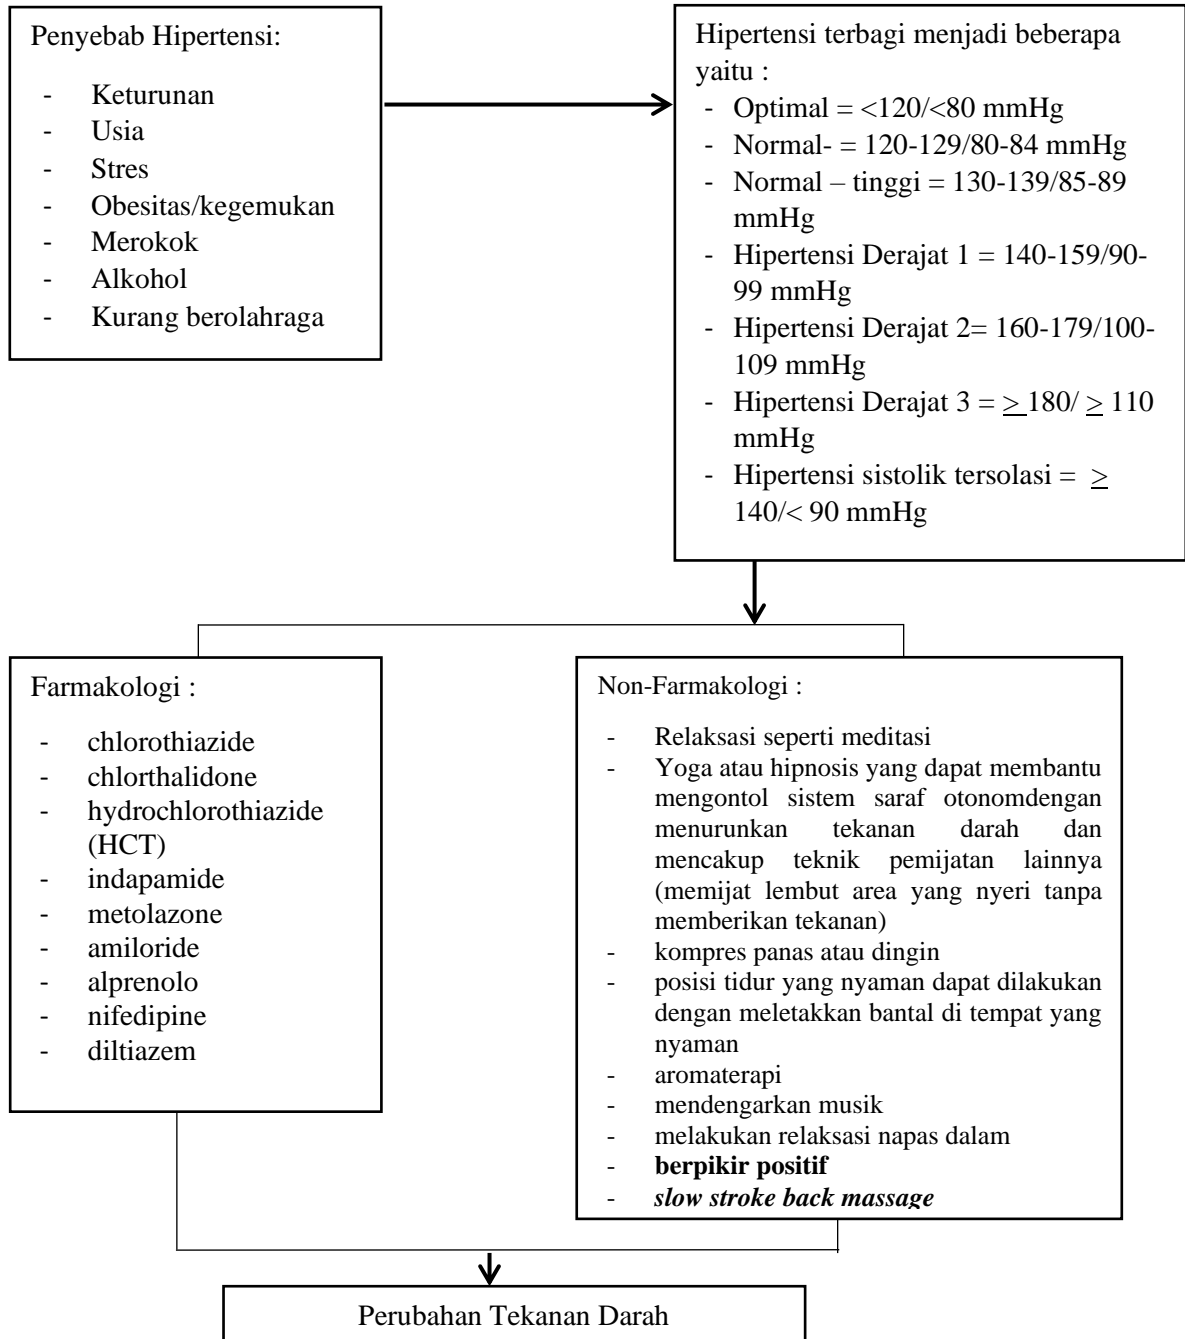 Penyebab Hipertensi:
- Keturunan
- Usia
- Stres
- Obesitas/kegemukan
- Merokok
- Alkohol
- Kurang berolahraga
Hipertensi terbagi menjadi beberapa
yaitu :
- Optimal = <120/<80 mmHg
- Normal- = 120-129/80-84 mmHg
- Normal – tinggi = 130-139/85-89
mmHg
- Hipertensi Derajat 1 = 140-159/90-
99 mmHg
- Hipertensi Derajat 2= 160-179/100-
109 mmHg
- Hipertensi Derajat 3 = ≥ 180/ ≥ 110
mmHg
- Hipertensi sistolik tersolasi = ≥
140/< 90 mmHg
Farmakologi :
- chlorothiazide
- chlorthalidone
- hydrochlorothiazide
(HCT)
- indapamide
- metolazone
- amiloride
- alprenolo
- nifedipine
- diltiazem
Non-Farmakologi :
- Relaksasi seperti meditasi
- Yoga atau hipnosis yang dapat membantu
mengontol sistem saraf otonomdengan
menurunkan tekanan darah dan
mencakup teknik pemijatan lainnya
(memijat lembut area yang nyeri tanpa
memberikan tekanan)
- kompres panas atau dingin
- posisi tidur yang nyaman dapat dilakukan
dengan meletakkan bantal di tempat yang
nyaman
- aromaterapi
- mendengarkan musik
- melakukan relaksasi napas dalam
- berpikir positif
- slow stroke back massage
Perubahan Tekanan Darah